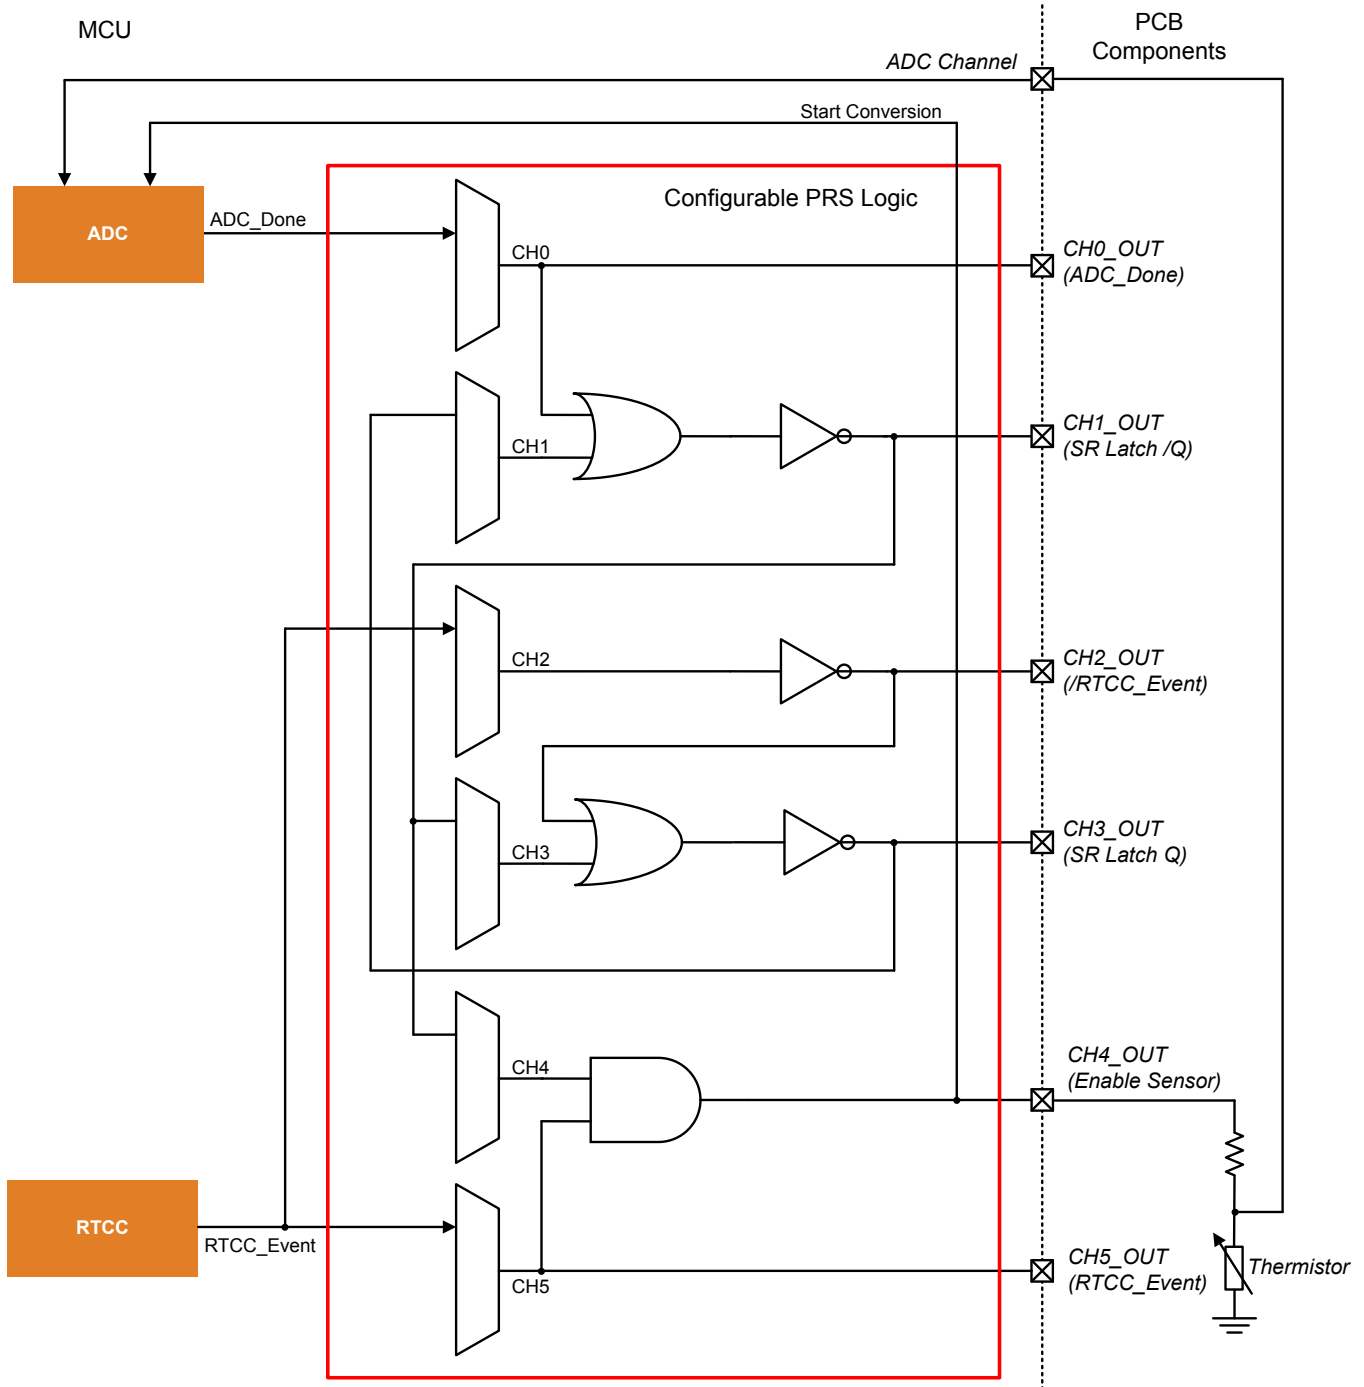 MCU
PCB
Components
ADC Channel
Start Conversion
Configurable PRS Logic
ADC
ADC_Done
CH0
CH0_OUT
(ADC_Done)
CH1
CH1_OUT
(SR Latch /Q)
CH2
CH2_OUT
(/RTCC_Event)
CH3
CH3_OUT
(SR Latch Q)
CH4
CH4_OUT
(Enable Sensor)
RTCC
RTCC_Event
CH5
CH5_OUT
(RTCC_Event)
Thermistor